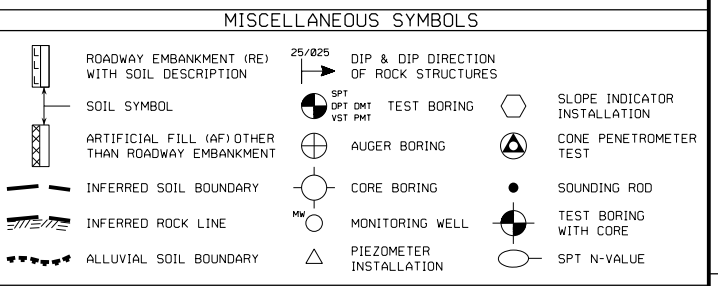 MISCELLANEOUS SYMBOLS
ROADWAY EMBANKMENT (RE)
WITH SOIL DESCRIPTION
SOIL SYMBOL
ARTIFICIAL FILL (AF) OTHER
THAN ROADWAY EMBANKMENT
INFERRED SOIL BOUNDARY
INFERRED ROCK LINE
ALLUVIAL SOIL BOUNDARY
25/025
DIP & DIP DIRECTION
OF ROCK STRUCTURES
SPT
DPT DMT
VST PMT
TEST BORING
AUGER BORING
CORE BORING
MW
MONITORING WELL
PIEZOMETER
INSTALLATION
SLOPE INDICATOR
INSTALLATION
CONE PENETROMETER
TEST
SOUNDING ROD
TEST BORING
WITH CORE
SPT N-VALUE